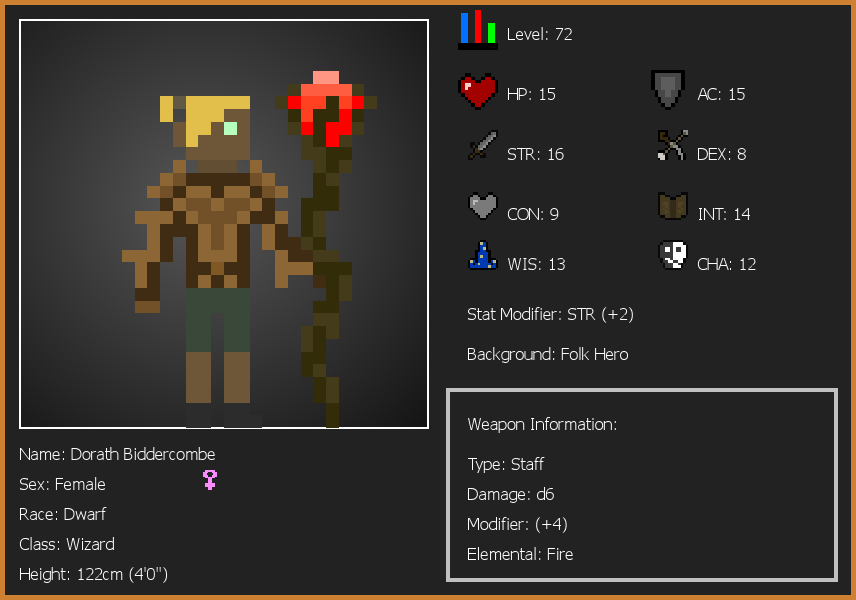 Level: 72
HP: 15
AC: 15
STR: 16
DEX: 8
CON: 9
INT: 14
WIS: 13
CHA: 12
Stat Modifier: STR (+2)
Background: Folk Hero
Weapon Information:
Type: Staff
Damage: d6
Modifier: (+4)
Elemental: Fire
Name: Dorath Biddercombe
Sex: Female
Race: Dwarf
Class: Wizard
Height: 122cm (4'0")